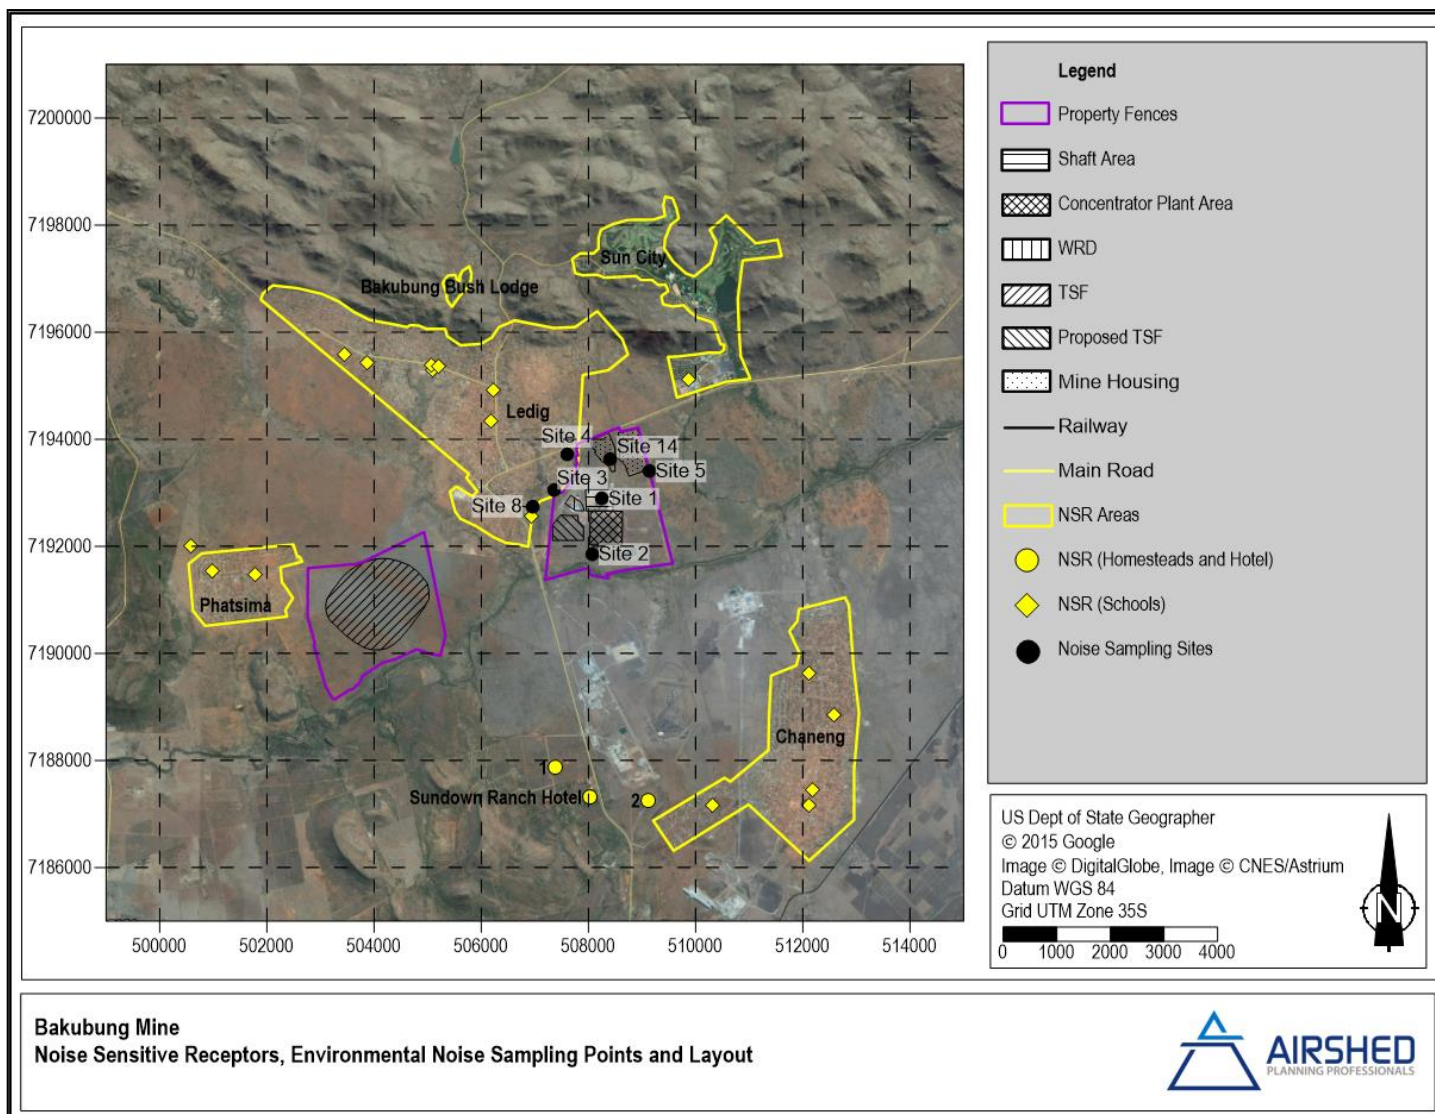 7200000
7198000
7196000
7194000
7192000
7190000
7188000
7186000
500000
502000
504000
506000
508000
510000
512000
514000
Sun City
Bakubung Bush Lodge
Ledig
Site 4
Site 14
Site 5
Site 3
Site 1
Site 8
Site 2
Phatsima
Chaneng
1
Sundown Ranch Hotel
2
Legend
Property Fences
Shaft Area
Concentrator Plant Area
WRD
TSF
Proposed TSF
Mine Housing
Railway
Main Road
NSR Areas
NSR (Homesteads and Hotel)
NSR (Schools)
Noise Sampling Sites
US Dept of State Geographer
© 2015 Google
Image © DigitalGlobe, Image © CNES/Astrium
Datum WGS 84
Grid UTM Zone 35S
0 1000 2000 3000 4000
N
Bakubung Mine
Noise Sensitive Receptors, Environmental Noise Sampling Points and Layout
AIRSHED
PLANNING PROFESSIONALS